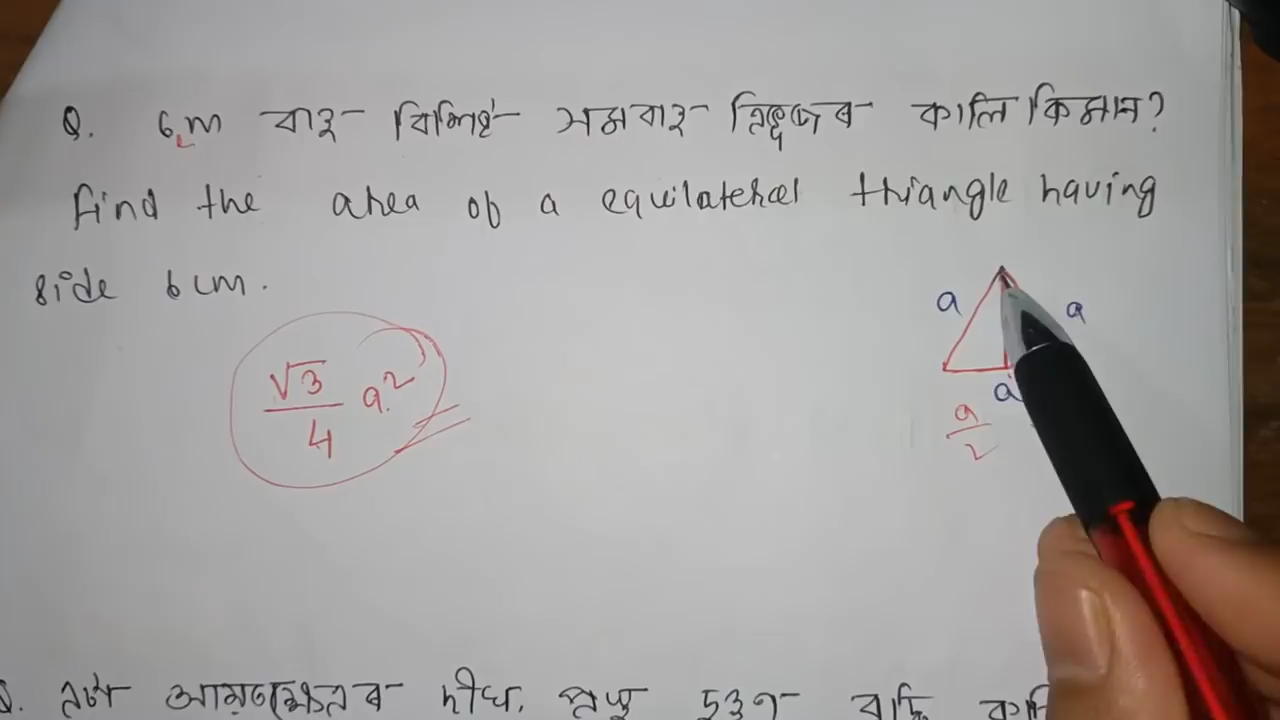 Q. 6cm বাহু বিশিষ্ট সমবাহু ত্ৰিভুজৰ কালি কিমান?
Find the area of a equilateral triangle having
side 6cm.
a a
a
a/2
√3/4 a²
আয়তক্ষেত্ৰৰ দীঘ, প্ৰস্থ